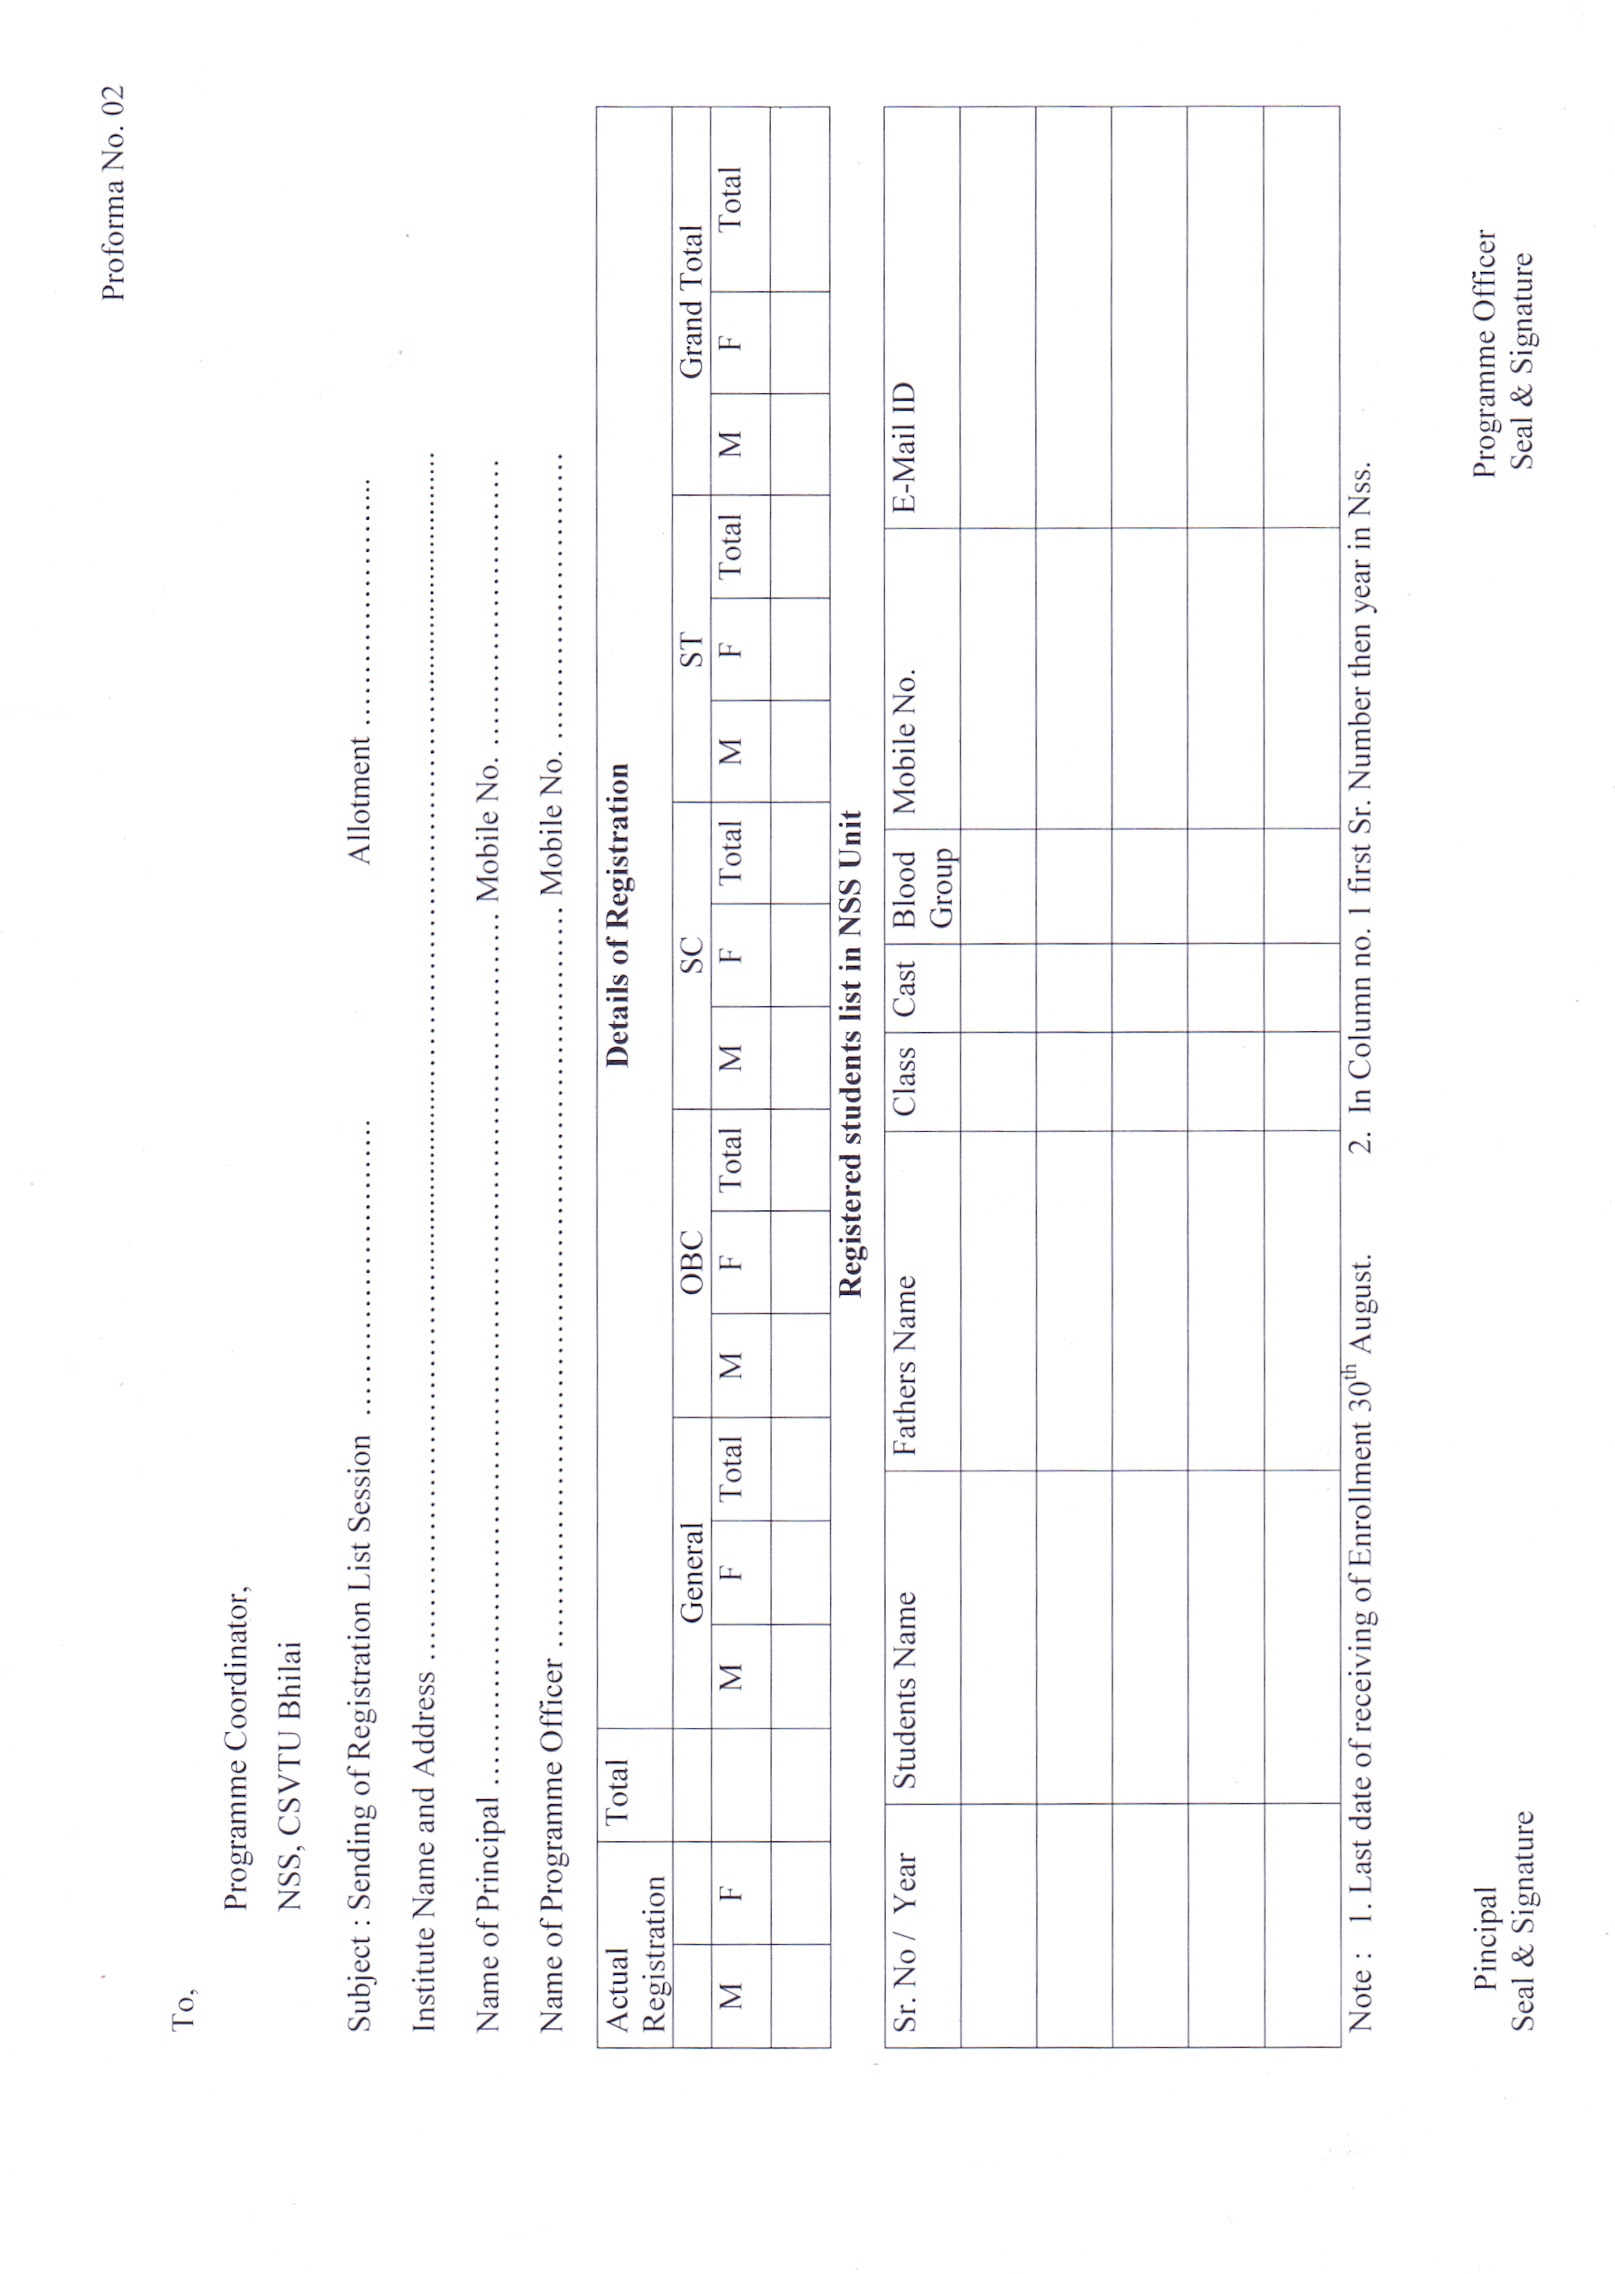 Proforma No. 02
To,
Programme Coordinator,
NSS, CSVTU Bhilai
Subject : Sending of Registration List Session ........................................ Allotment .................................
Institute Name and Address ................................................................................
Name of Principal ................................................................................ Mobile No. ........................................
Name of Programme Officer ................................................................................ Mobile No. ........................................
Actual Registration Total Details of Registration
General OBC SC ST Grand Total
M F M F Total M F Total M F Total M F Total M F Total
Registered students list in NSS Unit
Sr. No / Year Students Name Fathers Name Class Cast Blood Group Mobile No. E-Mail ID
Note : 1. Last date of receiving of Enrollment 30th August. 2. In Column no. 1 first Sr. Number then year in Nss.
Pincipal Programme Officer
Seal & Signature Seal & Signature